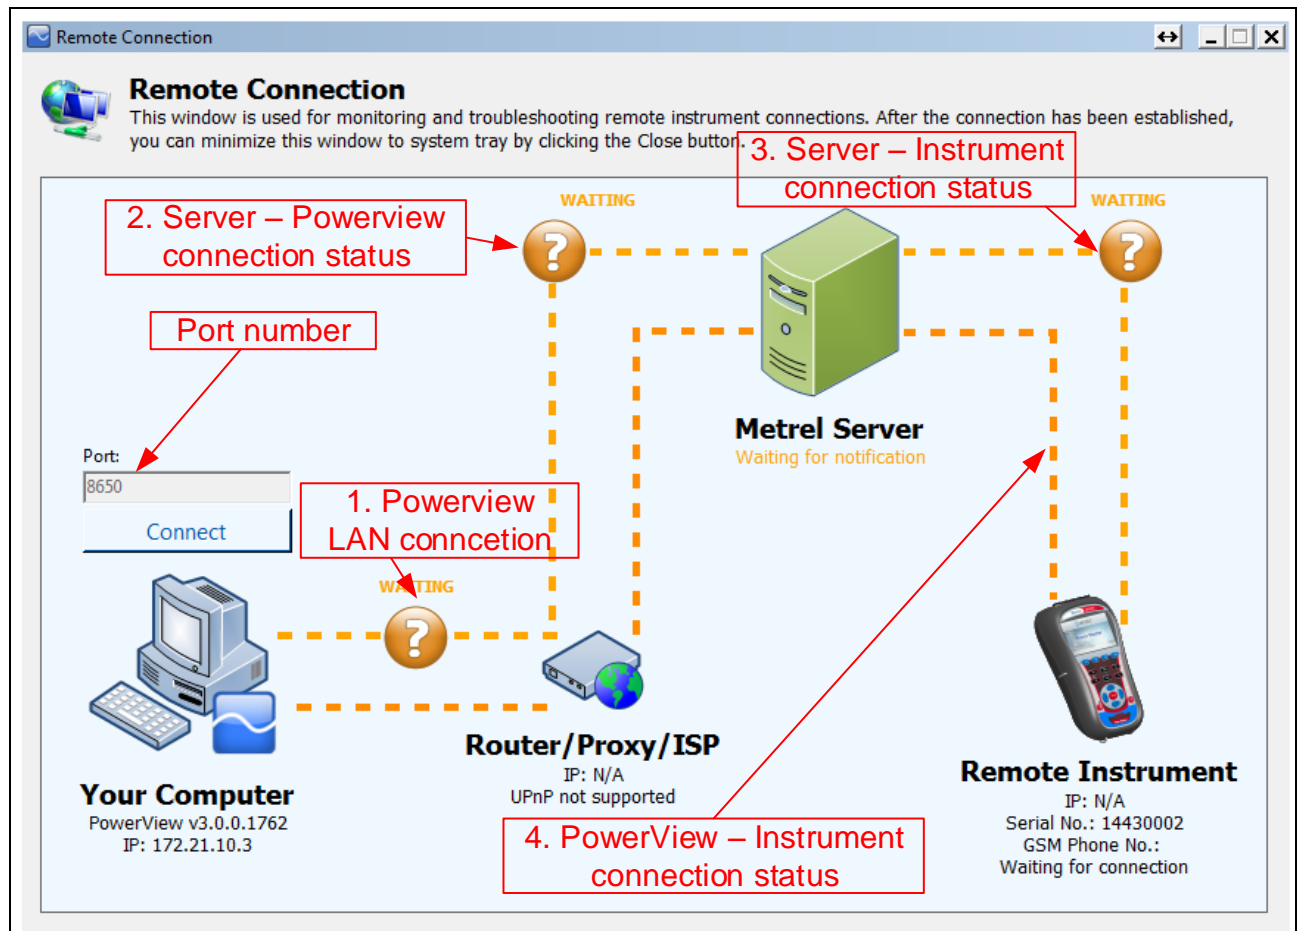 Remote Connection
Remote Connection
This window is used for monitoring and troubleshooting remote instrument connections. After the connection has been established,
you can minimize this window to system tray by clicking the Close button.
3. Server – Instrument
connection status
WAITING
WAITING
2. Server – Powerview
connection status
Port number
Metrel Server
Waiting for notification
Port:
8650
Connect
1. Powerview
LAN conncetion
WAITING
Router/Proxy/ISP
IP: N/A
UPnP not supported
Your Computer
PowerView v3.0.0.1762
IP: 172.21.10.3
4. PowerView – Instrument
connection status
Remote Instrument
IP: N/A
Serial No.: 14430002
GSM Phone No.:
Waiting for connection